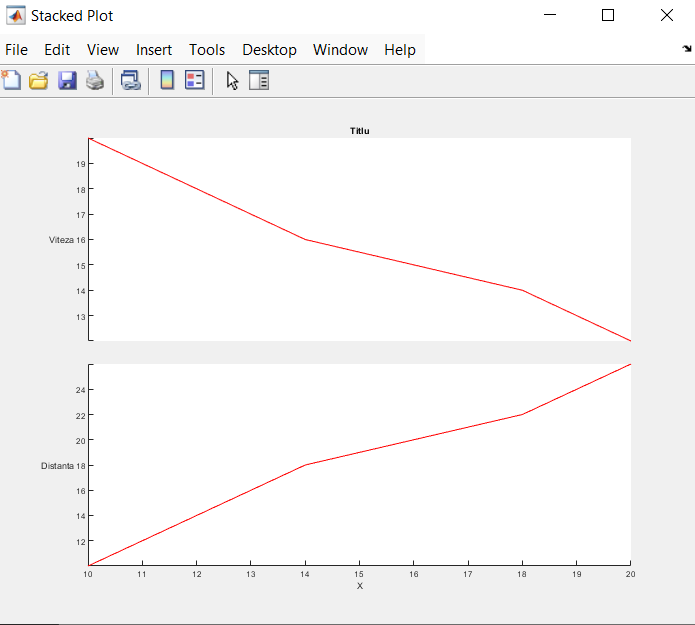 Stacked Plot
File Edit View Insert Tools Desktop Window Help
Titlu
19
18
17
Viteza 16
15
14
13
24
22
20
Distanta 18
16
14
12
10 11 12 13 14 15 16 17 18 19 20
X